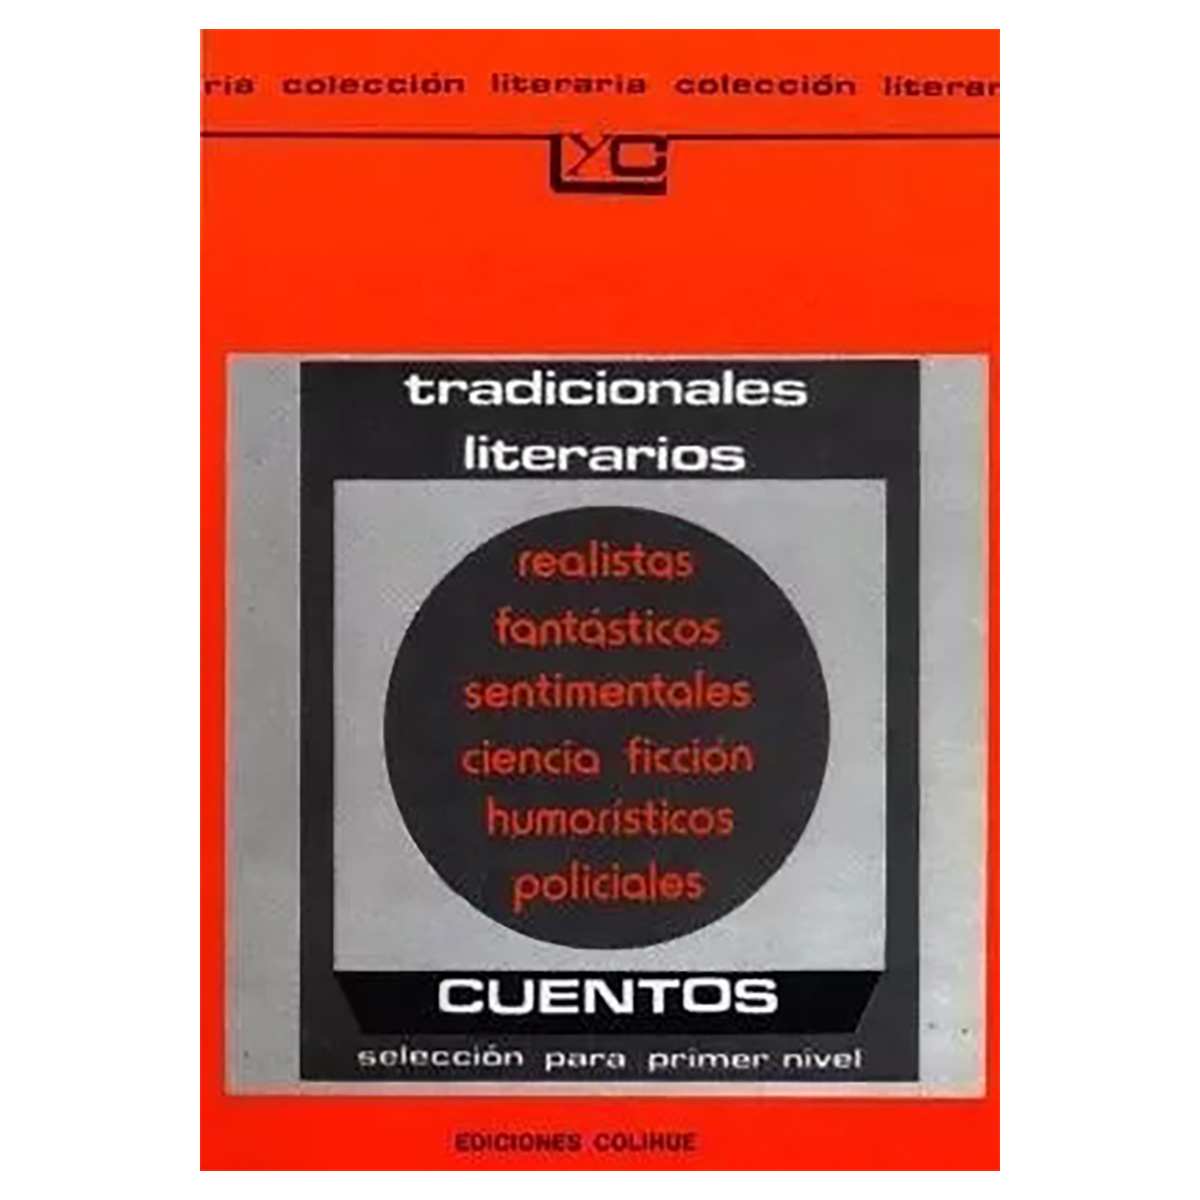 ria colección literaria colección literar
LYC
tradicionales
literarios
realistas
fantásticos
sentimentales
ciencia ficción
humorísticos
policiales
CUENTOS
selección para primer nivel
EDICIONES COLIHUE